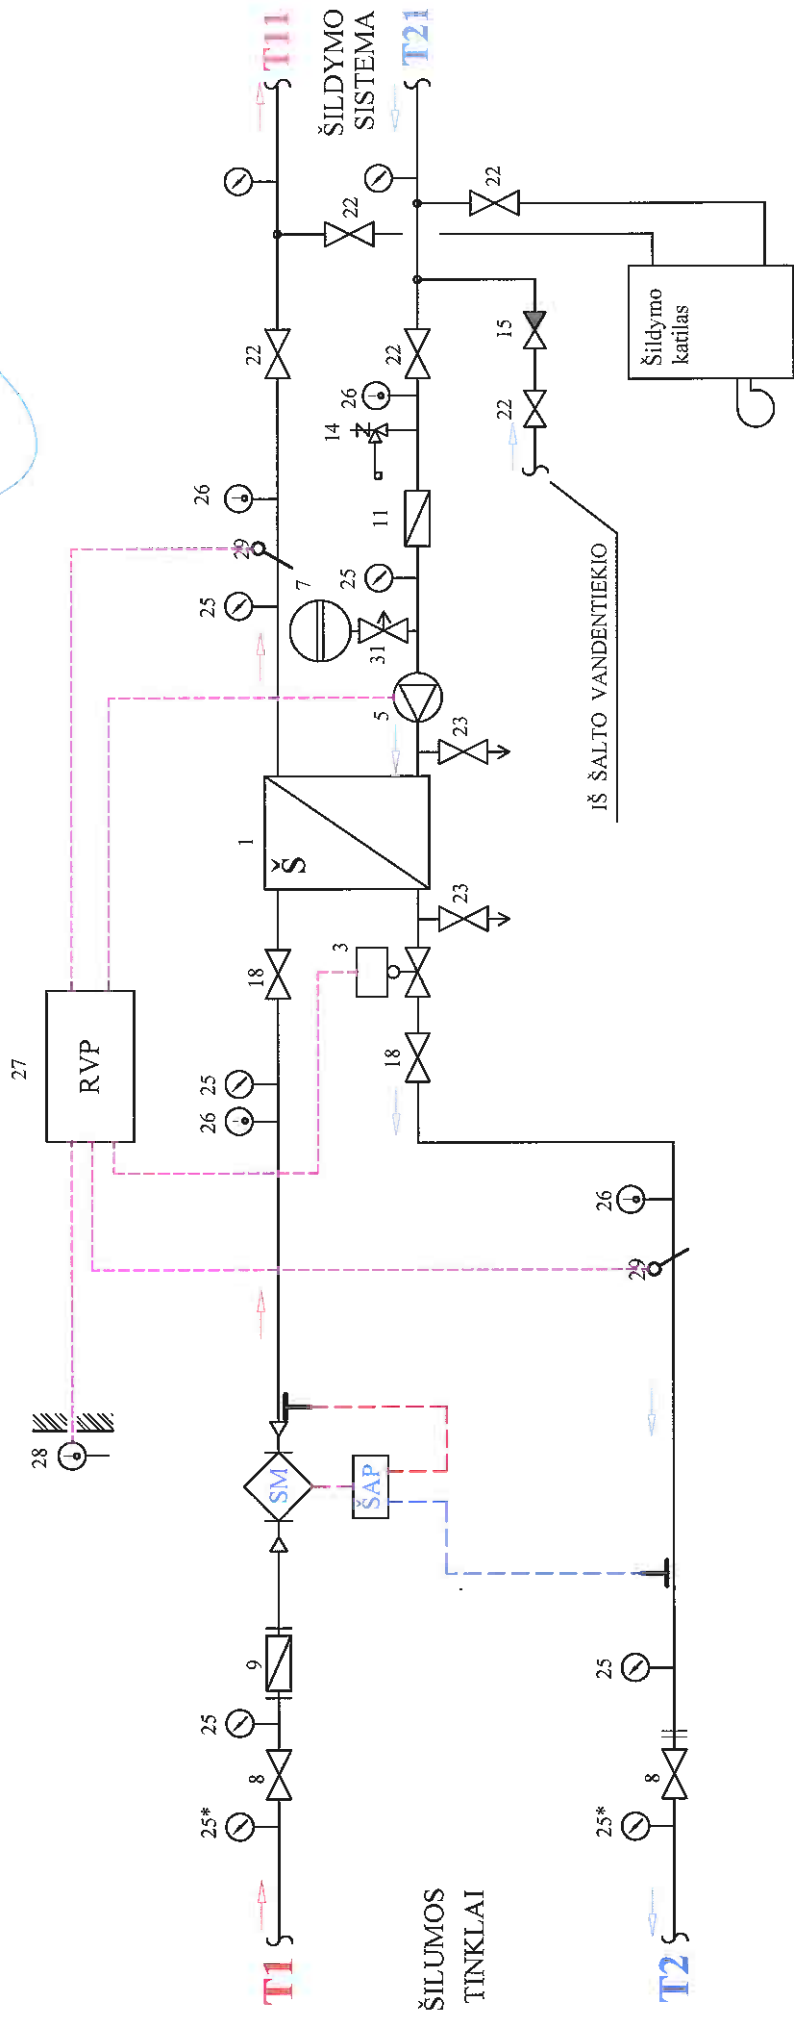 27
RVP
28
T1
25*
8
25
9
SM
ŠAP
26
25
18
1
Š
25
29
26
22
T11
ŠILUMOS
TINKLAI
18
3
23
5
23
31
7
25
11
14
26
22
22
22
ŠILDYMO
SISTEMA
T21
T2
25*
8
25
29
26
IŠ ŠALTO VANDENTIEKIO
22
15
Šildymo
katilas